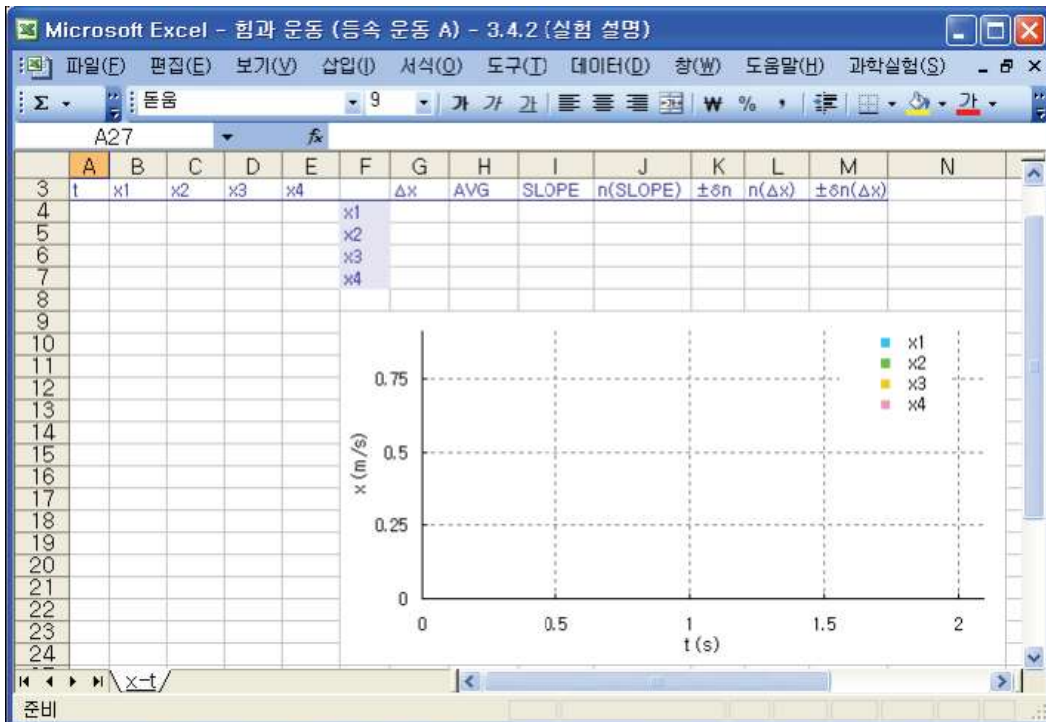 Microsoft Excel - 힘과 운동 (등속 운동 A) - 3.4.2 (실험 설명)
파일(F) 편집(E) 보기(V) 삽입(I) 서식(O) 도구(T) 데이터(D) 창(W) 도움말(H) 과학실험(S)
Σ 돋움 9 가 가 가 ₩ % ,  가
A27 fx
A B C D E F G H I J K L M N
3 t x1 x2 x3 x4 Δx AVG SLOPE n(SLOPE) ±δn n(Δx) ±δn(Δx)
4 x1
5 x2
6 x3
7 x4
8
9
10
11
12
13
14
15
16
17
18
19
20
21
22
23
24
x1
x2
x3
x4
0.75
0.5
0.25
0
x (m/s)
0 0.5 1 1.5 2
t (s)
x-t
준비